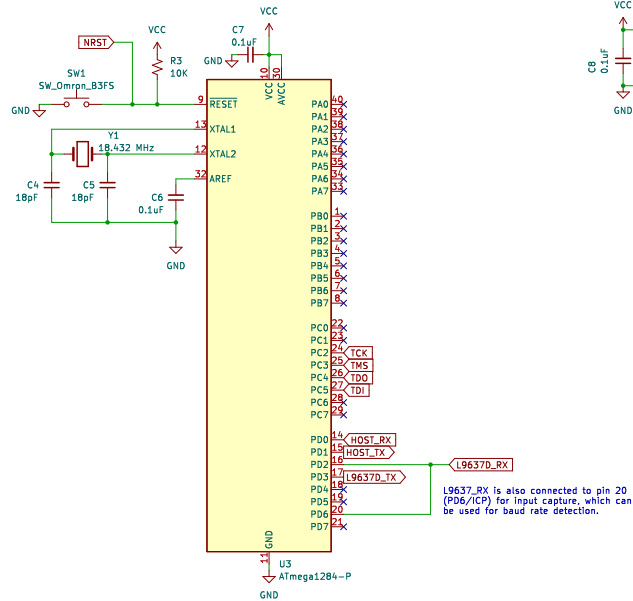 VCC
VCC
C7
0.1uF
GND
VCC
C8
0.1uF
GND
NRST
VCC
R3
10K
SW1
SW_Omron_B3FS
GND
10
VCC
30
AVCC
9
RESET
13
XTAL1
12
XTAL2
32
AREF
Y1
18.432 MHz
C4
18pF
C5
18pF
C6
0.1uF
GND
PA0 40
PA1 39
PA2 38
PA3 37
PA4 36
PA5 35
PA6 34
PA7 33
PB0 1
PB1 2
PB2 3
PB3 4
PB4 5
PB5 6
PB6 7
PB7 8
PC0 22
PC1 23
PC2 24 TCK
PC3 25 TMS
PC4 26 TDO
PC5 27 TDI
PC6 28
PC7 29
PD0 14 HOST_RX
PD1 15 HOST_TX
PD2 16 L9637D_RX
PD3 17 L9637D_TX
PD4 18
PD5 19
PD6 20
PD7 21
L9637_RX is also connected to pin 20
(PD6/ICP) for input capture, which can
be used for baud rate detection.
GND
11
U3
ATmega1284-P
GND